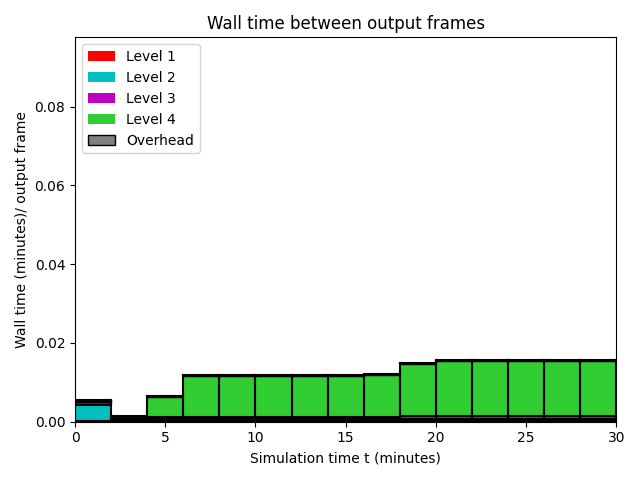 Wall time between output frames
Level 1
Level 2
Level 3
Level 4
Overhead
Wall time (minutes)/ output frame
0.08
0.06
0.04
0.02
0.00
0 5 10 15 20 25 30
Simulation time t (minutes)